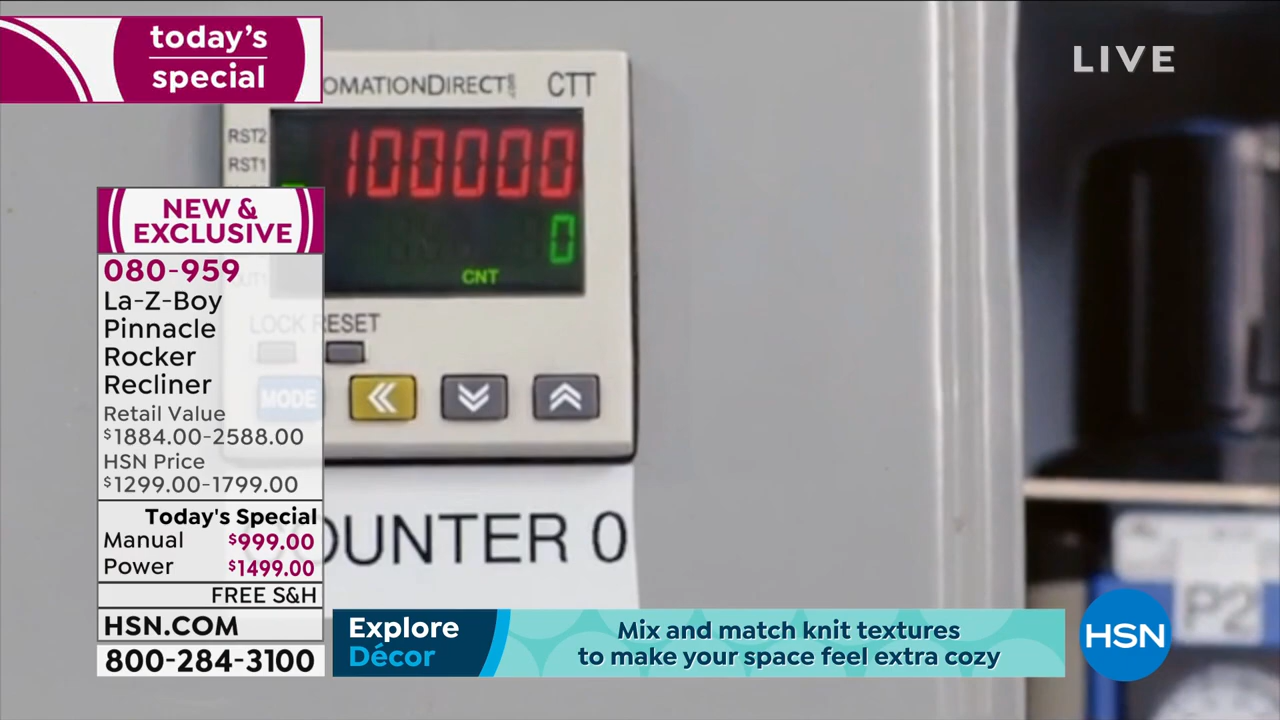 today's
special
LIVE
OMATIONDIRECT
CTT
RST2
RST1
100000
0
CNT
LOCK RESET
MODE
COUNTER 0
P2
NEW &
EXCLUSIVE
080-959
La-Z-Boy
Pinnacle
Rocker
Recliner
Retail Value
$1884.00-2588.00
HSN Price
$1299.00-1799.00
Today's Special
Manual $999.00
Power $1499.00
FREE S&H
HSN.COM
800-284-3100
Explore
Décor
Mix and match knit textures
to make your space feel extra cozy
HSN